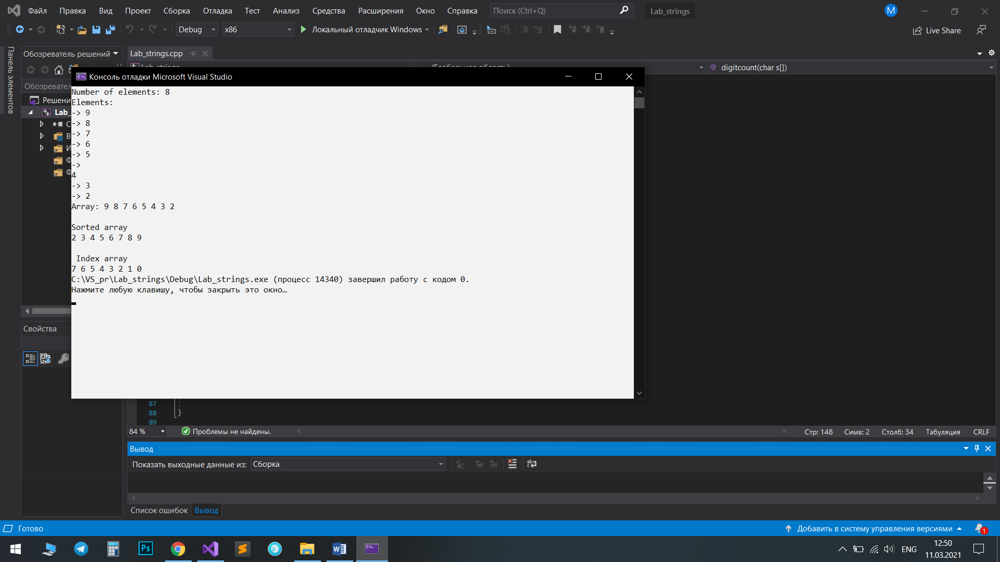 Файл Правка Вид Проект Сборка Отладка Тест Анализ Средства Расширения Окно Справка Поиск (Ctrl+Q) Lab_strings M
Debug x86 Локальный отладчик Windows Live Share
Панель элементов
Обозреватель решений
Lab_strings.cpp
Lab_strings (Глобальная область) digitcount(char s[])
Консоль отладки Microsoft Visual Studio
Number of elements: 8
Elements:
-> 9
-> 8
-> 7
-> 6
-> 5
->
4
-> 3
-> 2
Array: 9 8 7 6 5 4 3 2
Sorted array
2 3 4 5 6 7 8 9
Index array
7 6 5 4 3 2 1 0
C:\VS_pr\Lab_strings\Debug\Lab_strings.exe (процесс 14340) завершил работу с кодом 0.
Нажмите любую клавишу, чтобы закрыть это окно…
Обозревател
Решени
Lab_
С
В
И
Ф
Ф
Свойства
87
88 }
89
84 % Проблемы не найдены. Стр: 148 Симв: 2 Столб: 34 Табуляция CRLF
Вывод
Показать выходные данные из: Сборка
Список ошибок Вывод
Готово Добавить в систему управления версиями 1
Ps ENG 12:50
11.03.2021